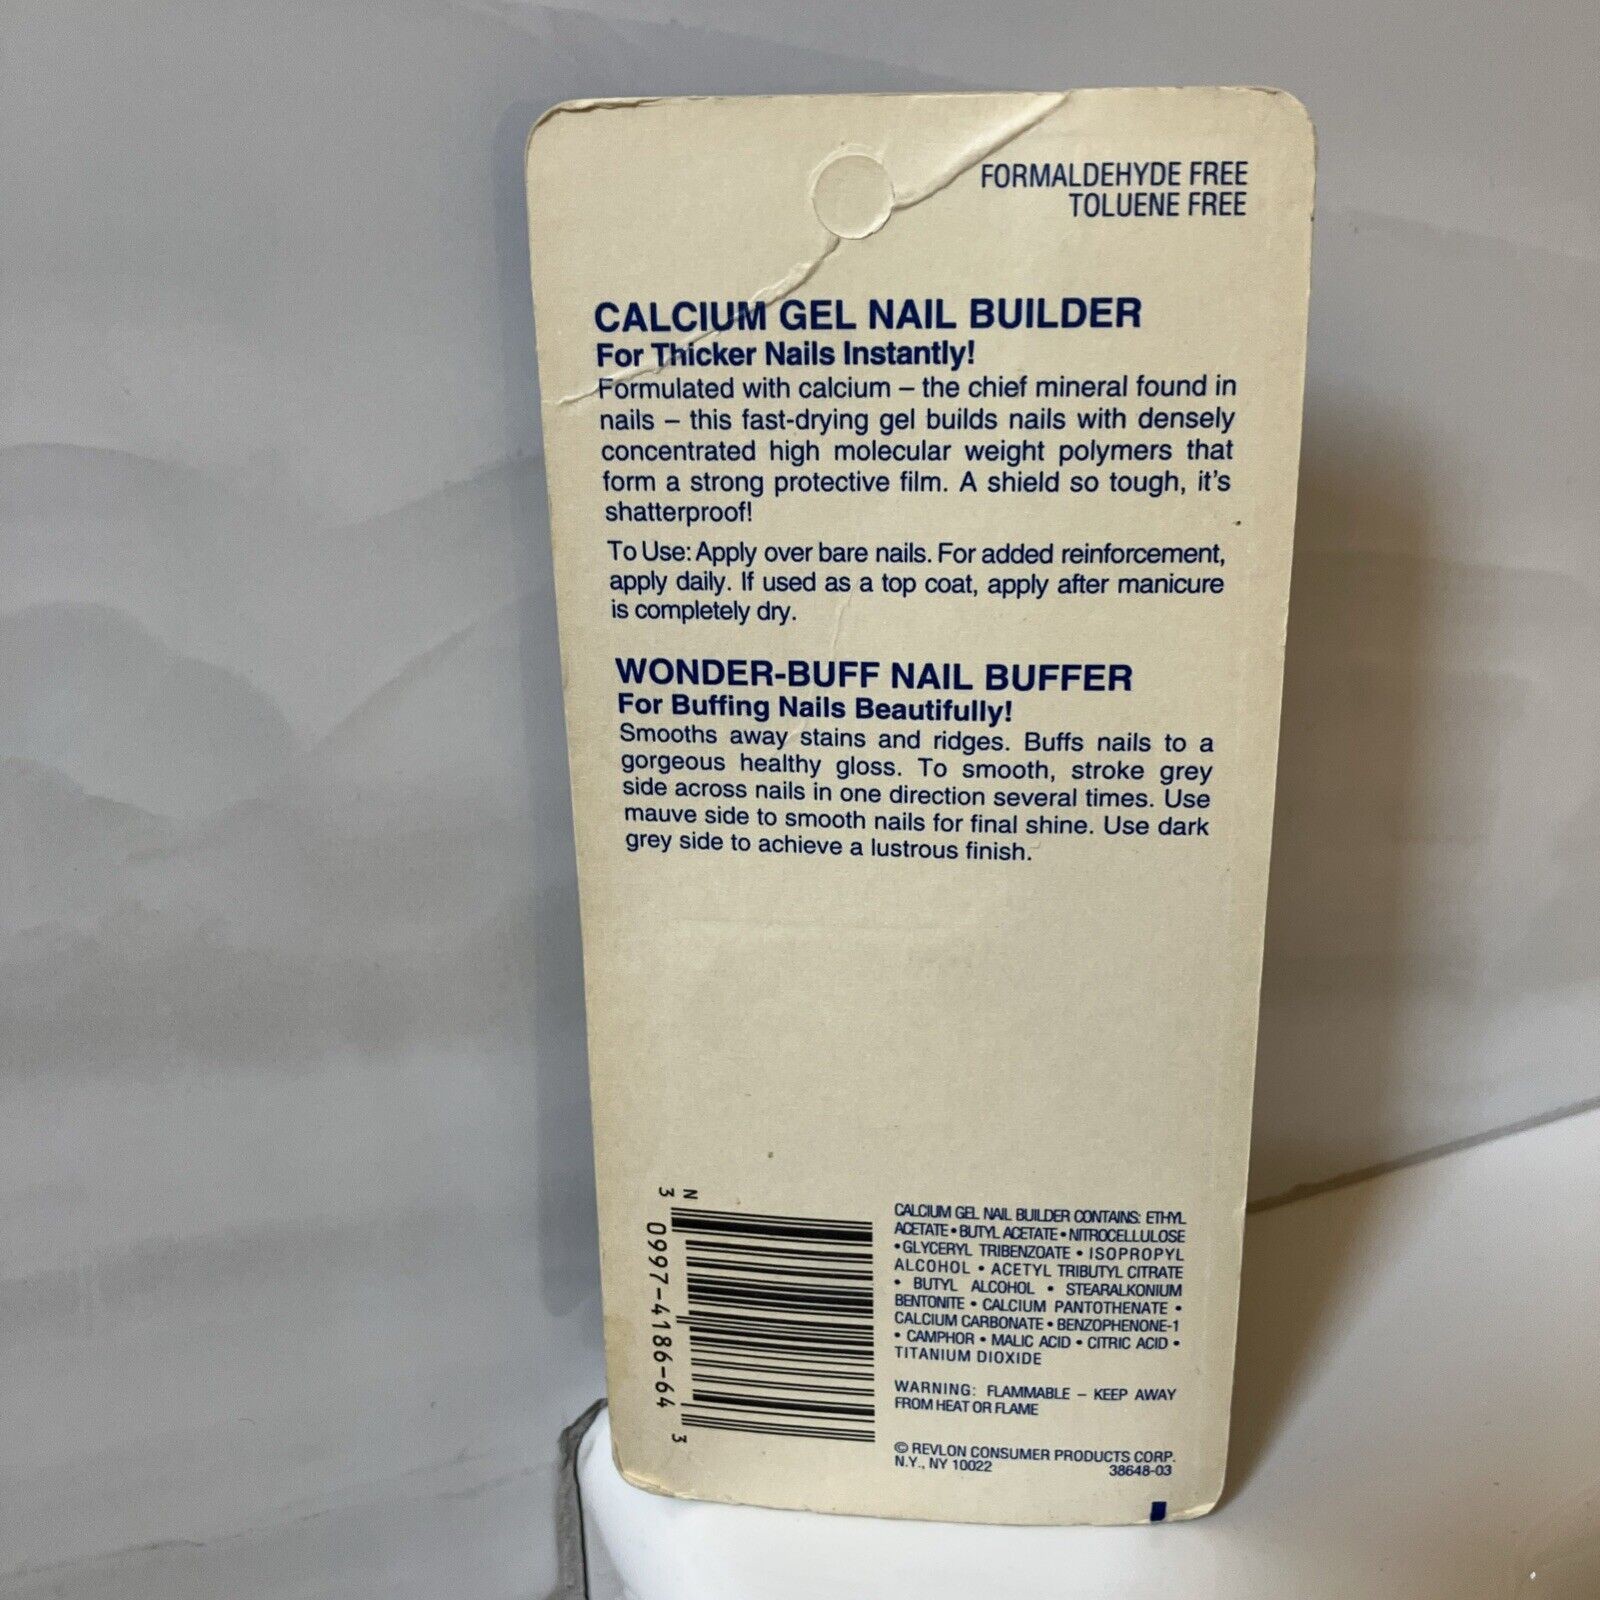 FORMALDEHYDE FREE
TOLUENE FREE
CALCIUM GEL NAIL BUILDER
For Thicker Nails Instantly!
Formulated with calcium – the chief mineral found in
nails – this fast-drying gel builds nails with densely
concentrated high molecular weight polymers that
form a strong protective film. A shield so tough, it's
shatterproof!
To Use: Apply over bare nails. For added reinforcement,
apply daily. If used as a top coat, apply after manicure
is completely dry.
WONDER-BUFF NAIL BUFFER
For Buffing Nails Beautifully!
Smooths away stains and ridges. Buffs nails to a
gorgeous healthy gloss. To smooth, stroke grey
side across nails in one direction several times. Use
mauve side to smooth nails for final shine. Use dark
grey side to achieve a lustrous finish.
N
3 0997-4186-64 3
CALCIUM GEL NAIL BUILDER CONTAINS: ETHYL
ACETATE • BUTYL ACETATE • NITROCELLULOSE
• GLYCERYL TRIBENZOATE • ISOPROPYL
ALCOHOL • ACETYL TRIBUTYL CITRATE
• BUTYL ALCOHOL • STEARALKONIUM
BENTONITE • CALCIUM PANTOTHENATE •
CALCIUM CARBONATE • BENZOPHENONE-1
• CAMPHOR • MALIC ACID • CITRIC ACID •
TITANIUM DIOXIDE
WARNING: FLAMMABLE – KEEP AWAY
FROM HEAT OR FLAME
© REVLON CONSUMER PRODUCTS CORP.
N.Y., NY 10022 38648-03